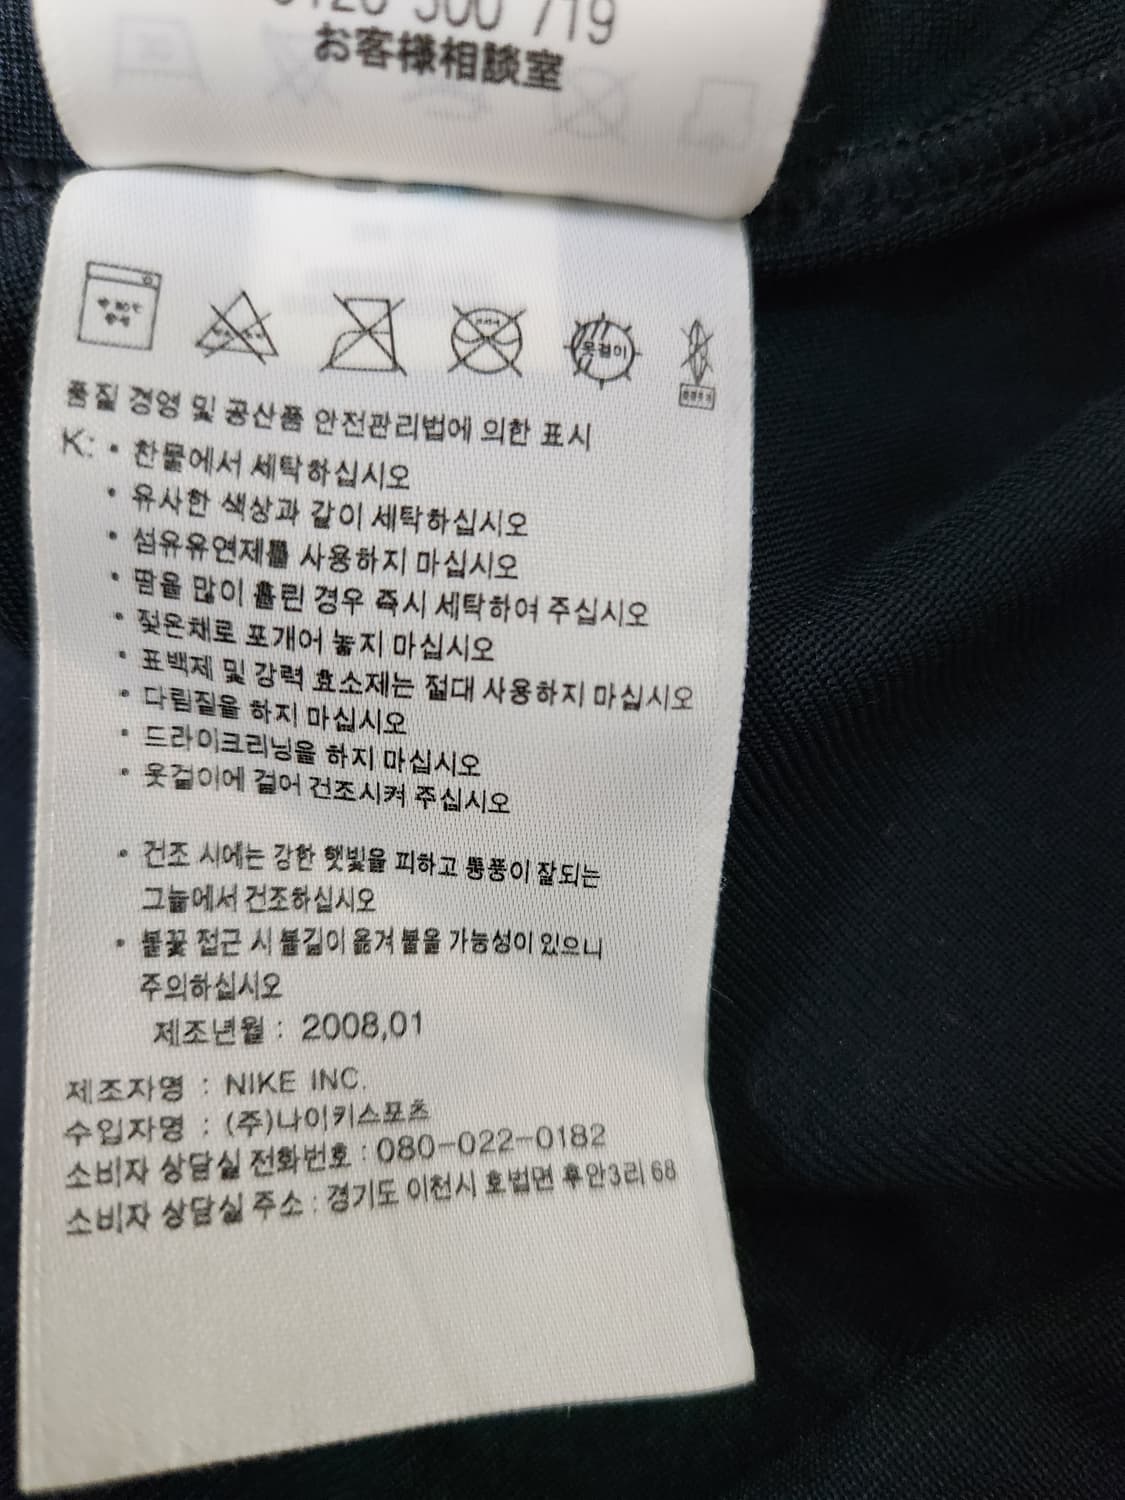 0120 500 719
お客様相談室
옷걸이
품질 경영 및 공산품 안전관리법에 의한 표시
K: • 찬물에서 세탁하십시오
• 유사한 색상과 같이 세탁하십시오
• 섬유유연제를 사용하지 마십시오
• 땀을 많이 흘린 경우 즉시 세탁하여 주십시오
• 젖은채로 포개어 놓지 마십시오
• 표백제 및 강력 효소제는 절대 사용하지 마십시오
• 다림질을 하지 마십시오
• 드라이크리닝을 하지 마십시오
• 옷걸이에 걸어 건조시켜 주십시오
• 건조 시에는 강한 햇빛을 피하고 통풍이 잘되는
그늘에서 건조하십시오
• 불꽃 접근 시 불길이 옮겨 붙을 가능성이 있으니
주의하십시오
제조년월 : 2008,01
제조자명 : NIKE INC.
수입자명 : (주)나이키스포츠
소비자 상담실 전화번호 : 080-022-0182
소비자 상담실 주소 : 경기도 이천시 호법면 후안3리 68